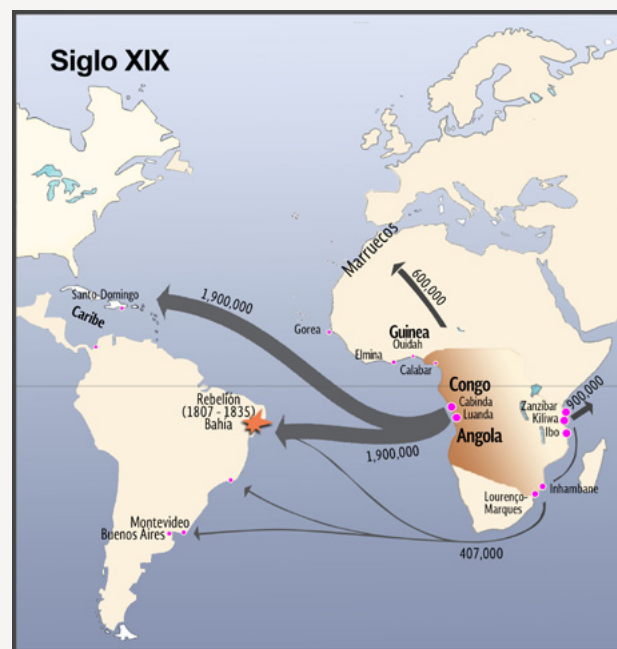 Siglo XIX
Marruecos
600,000
1,900,000
Santo-Domingo
Caribe
Gorea
Guinea
Ouidah
Elmina
Calabar
Congo
Cabinda
Luanda
Angola
Zanzibar
Kiliwa
Ibo
900,000
Rebelión
(1807 - 1835)
Bahía
1,900,000
Inhambane
Lourenço-
Marques
Montevideo
Buenos Aires
407,000